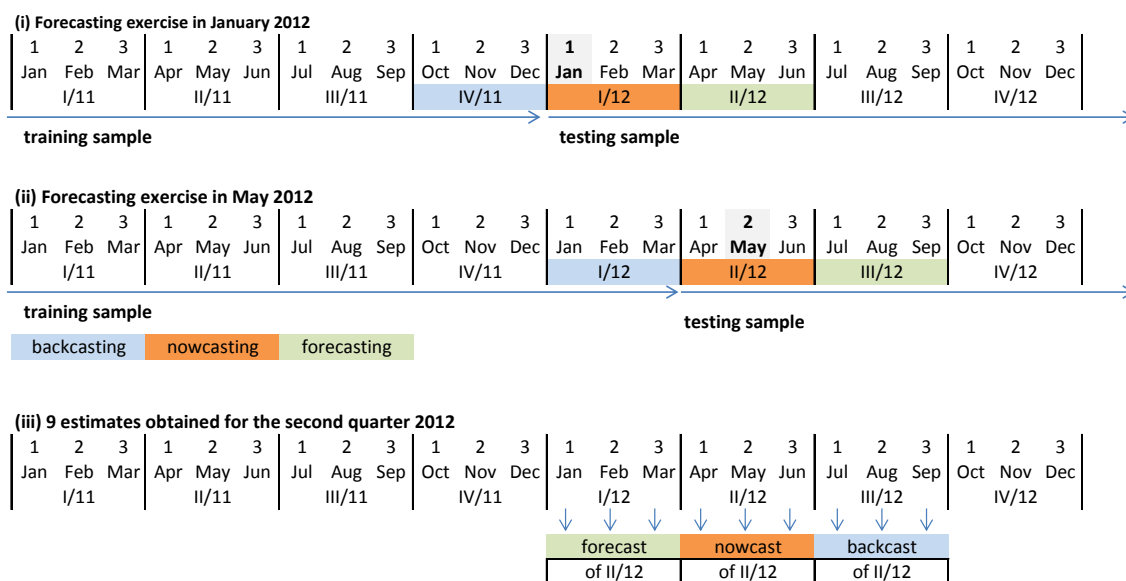 (i) Forecasting exercise in January 2012
1 2 3 1 2 3 1 2 3 1 2 3 1 2 3 1 2 3 1 2 3 1 2 3
Jan Feb Mar Apr May Jun Jul Aug Sep Oct Nov Dec Jan Feb Mar Apr May Jun Jul Aug Sep Oct Nov Dec
I/11 II/11 III/11 IV/11 I/12 II/12 III/12 IV/12
training sample testing sample
(ii) Forecasting exercise in May 2012
1 2 3 1 2 3 1 2 3 1 2 3 1 2 3 1 2 3 1 2 3 1 2 3
Jan Feb Mar Apr May Jun Jul Aug Sep Oct Nov Dec Jan Feb Mar Apr May Jun Jul Aug Sep Oct Nov Dec
I/11 II/11 III/11 IV/11 I/12 II/12 III/12 IV/12
training sample testing sample
backcasting nowcasting forecasting
(iii) 9 estimates obtained for the second quarter 2012
1 2 3 1 2 3 1 2 3 1 2 3 1 2 3 1 2 3 1 2 3 1 2 3
Jan Feb Mar Apr May Jun Jul Aug Sep Oct Nov Dec Jan Feb Mar Apr May Jun Jul Aug Sep Oct Nov Dec
I/11 II/11 III/11 IV/11 I/12 II/12 III/12 IV/12
forecast nowcast backcast
of II/12 of II/12 of II/12